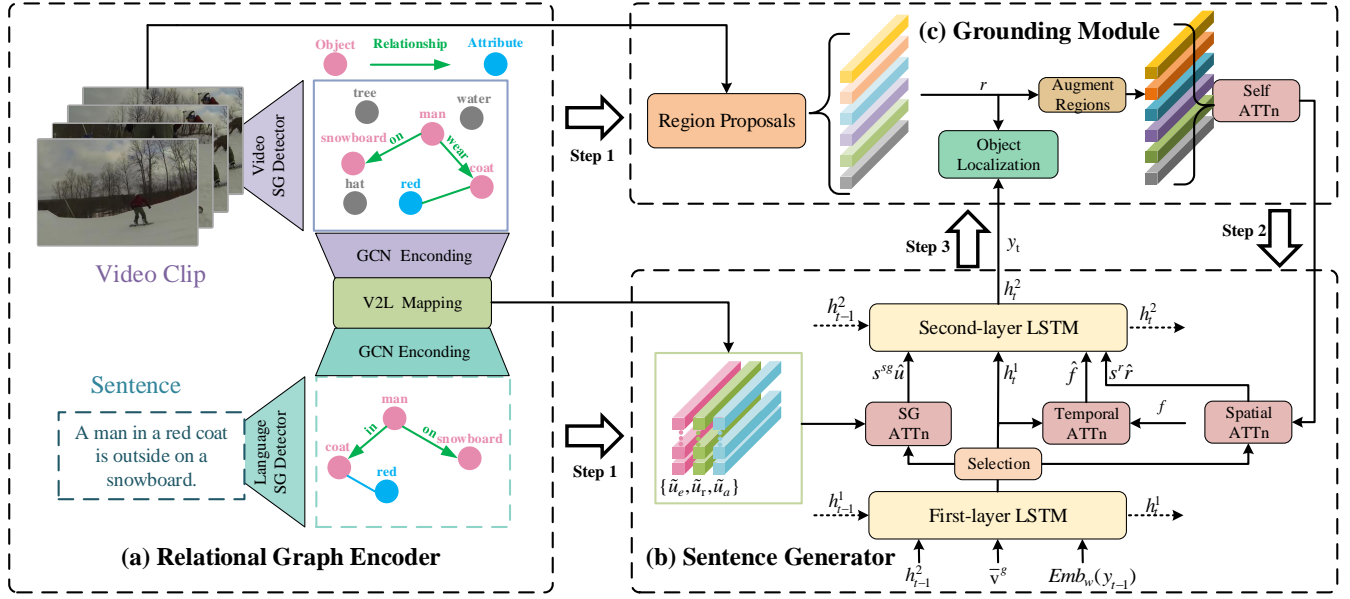 Object
Relationship
Attribute
tree
water
man
snowboard
on
wear
coat
hat
red
Video
SG Detector
Video Clip
GCN Enconding
V2L Mapping
GCN Enconding
Sentence
A man in a red coat
is outside on a
snowboard.
Language
SG Detector
man
in
on
coat
snowboard
red
(a) Relational Graph Encoder
Step 1
Step 1
(c) Grounding Module
Region Proposals
r
Augment
Regions
Object
Localization
Self
ATTn
Step 3
y_t
Step 2
h_t^2
h_{t-1}^2
Second-layer LSTM
h_t^2
s^{sg}û
h_t^1
f̂
s^r r̂
SG
ATTn
Temporal
ATTn
f
Spatial
ATTn
Selection
{ũ_e, ũ_r, ũ_a}
h_{t-1}^1
First-layer LSTM
h_t^1
(b) Sentence Generator
h_{t-1}^2
v̅^g
Emb_w(y_{t-1})